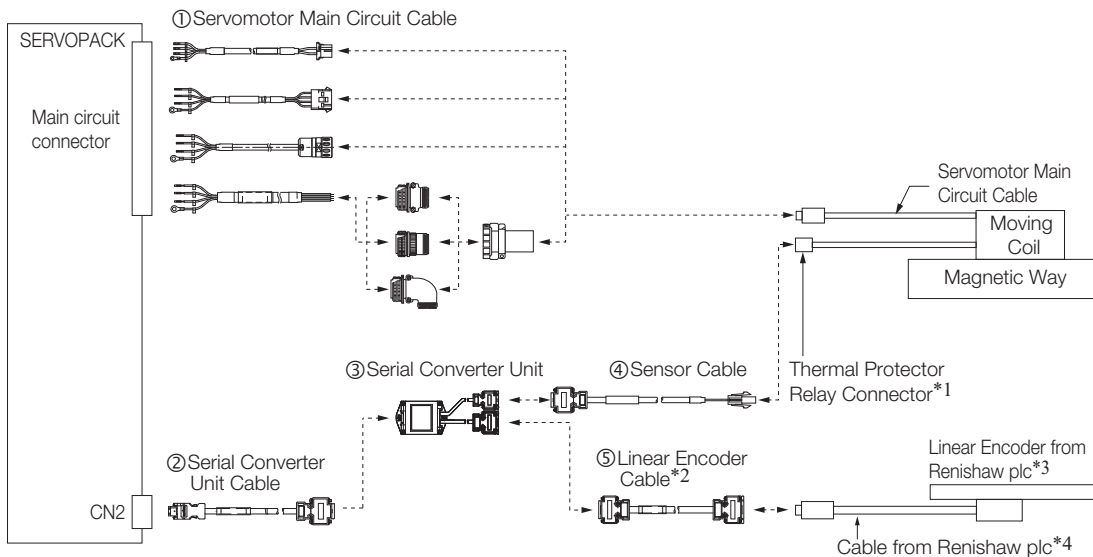 ①Servomotor Main Circuit Cable
SERVOPACK
Main circuit
connector
Servomotor Main
Circuit Cable
Moving
Coil
Magnetic Way
③Serial Converter Unit
④Sensor Cable
Thermal Protector
Relay Connector*1
②Serial Converter
Unit Cable
⑤Linear Encoder
Cable*2
Linear Encoder from
Renishaw plc*3
CN2
Cable from Renishaw plc*4